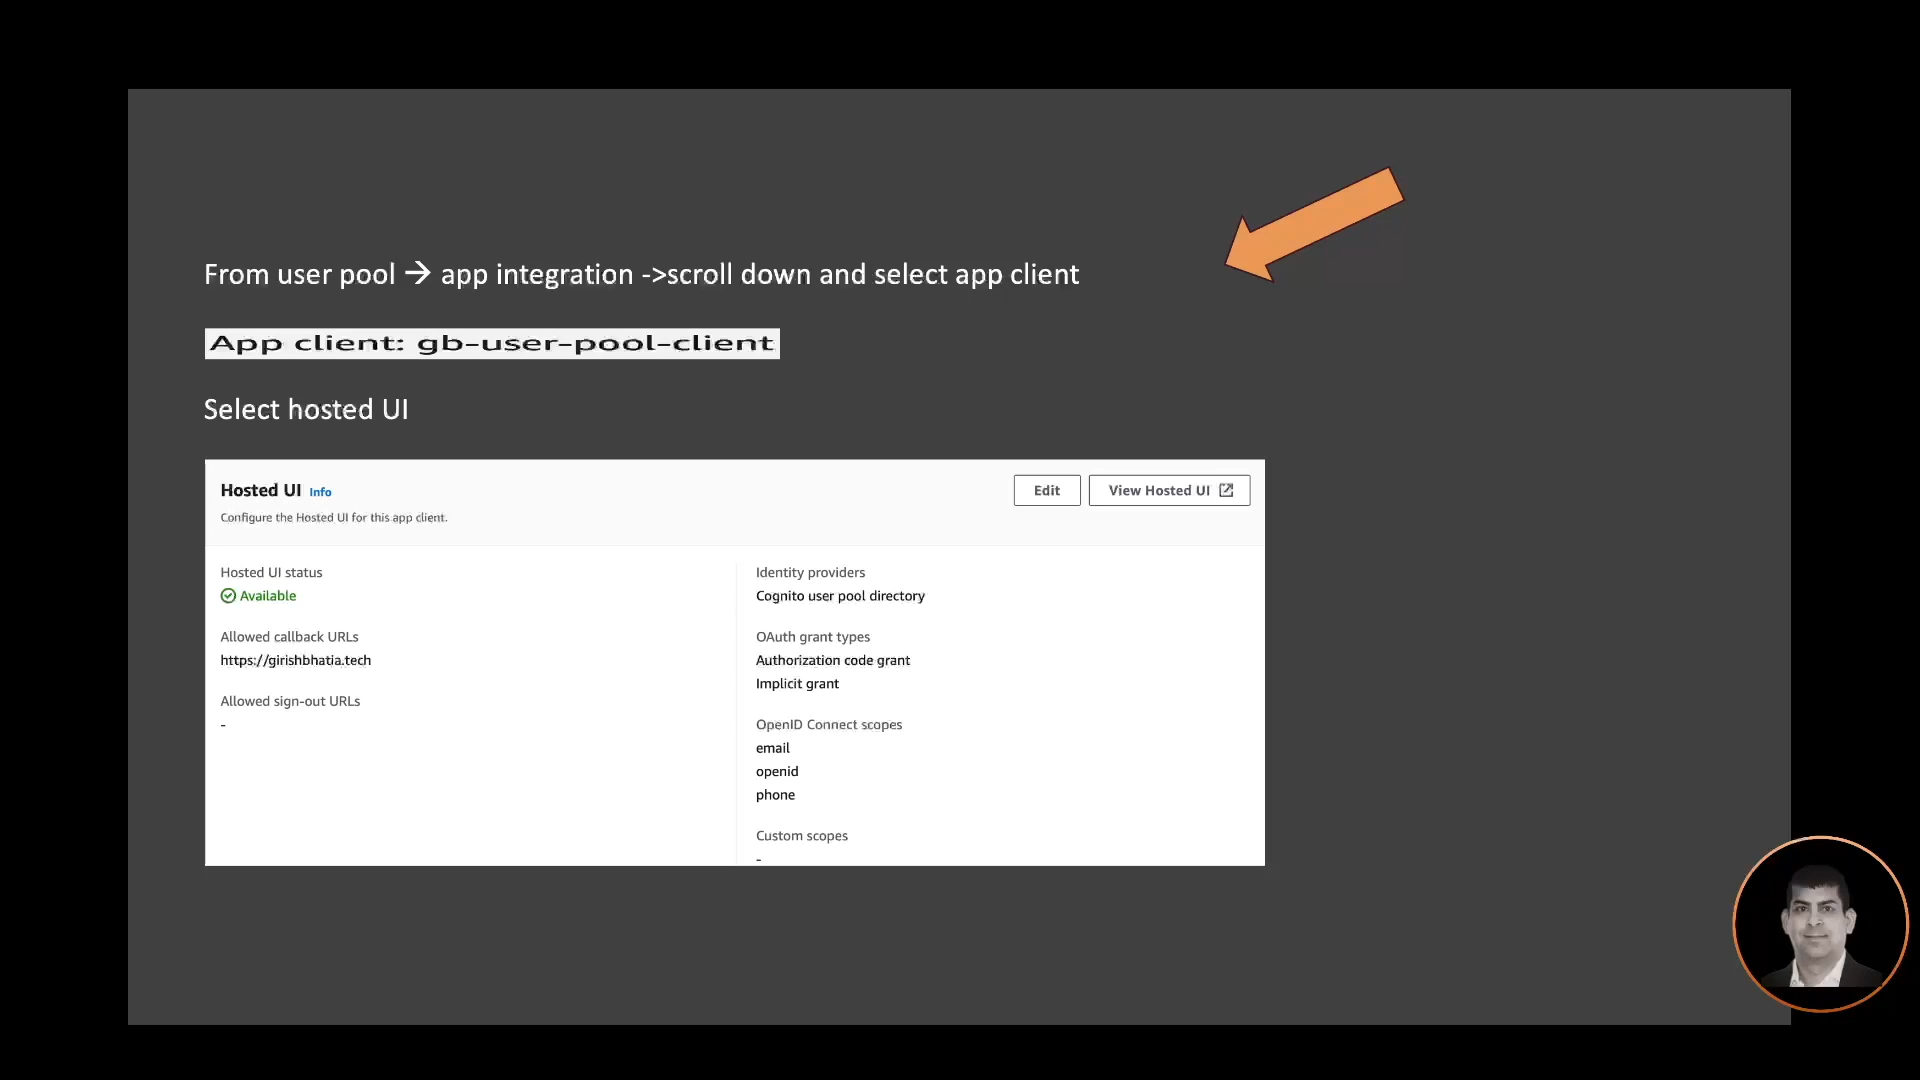 From user pool → app integration ->scroll down and select app client
App client: gb-user-pool-client
Select hosted UI
Hosted UI Info
Edit
View Hosted UI
Configure the Hosted UI for this app client.
Hosted UI status
Available
Allowed callback URLs
https://girishbhatia.tech
Allowed sign-out URLs
-
Identity providers
Cognito user pool directory
OAuth grant types
Authorization code grant
Implicit grant
OpenID Connect scopes
email
openid
phone
Custom scopes
-